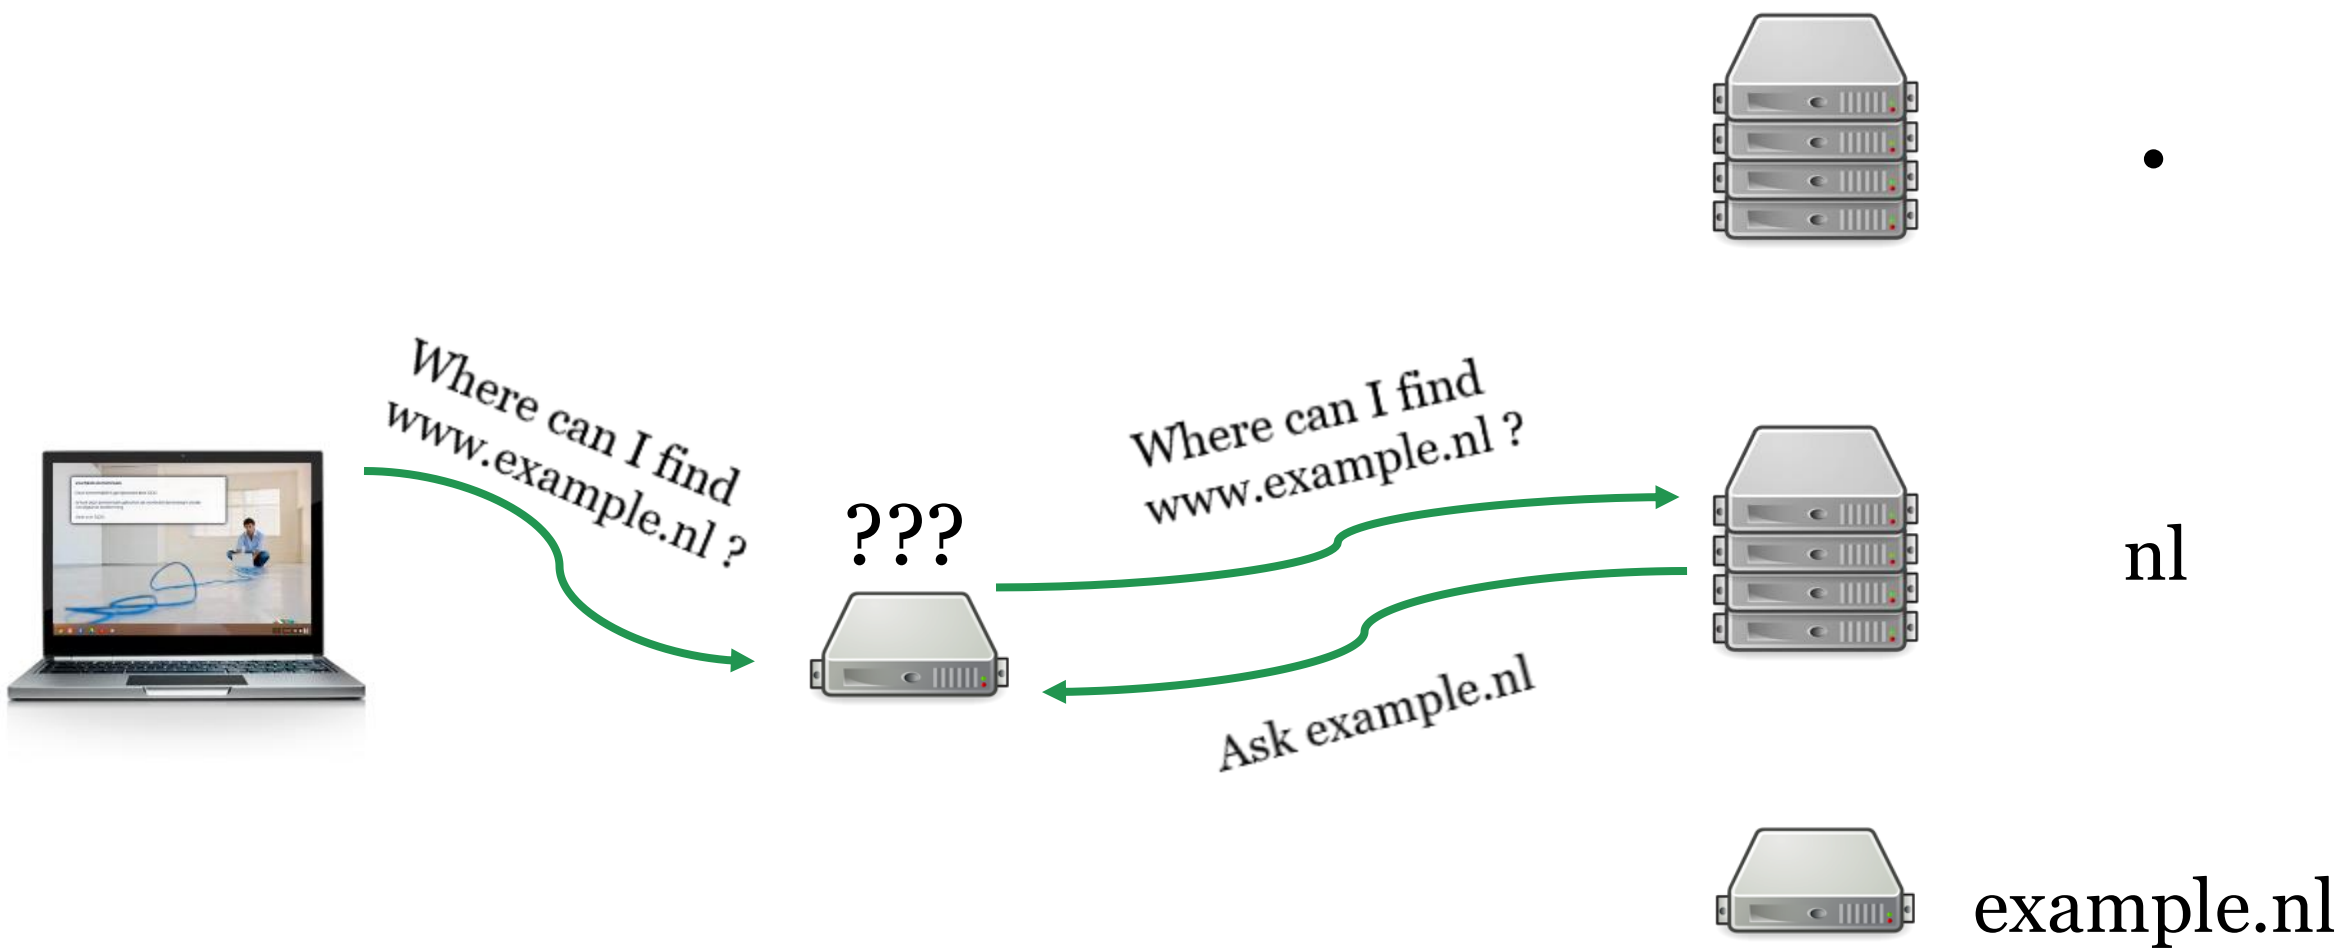 .
Where can I find
www.example.nl ?
Where can I find
www.example.nl ?
???
nl
Ask example.nl
example.nl